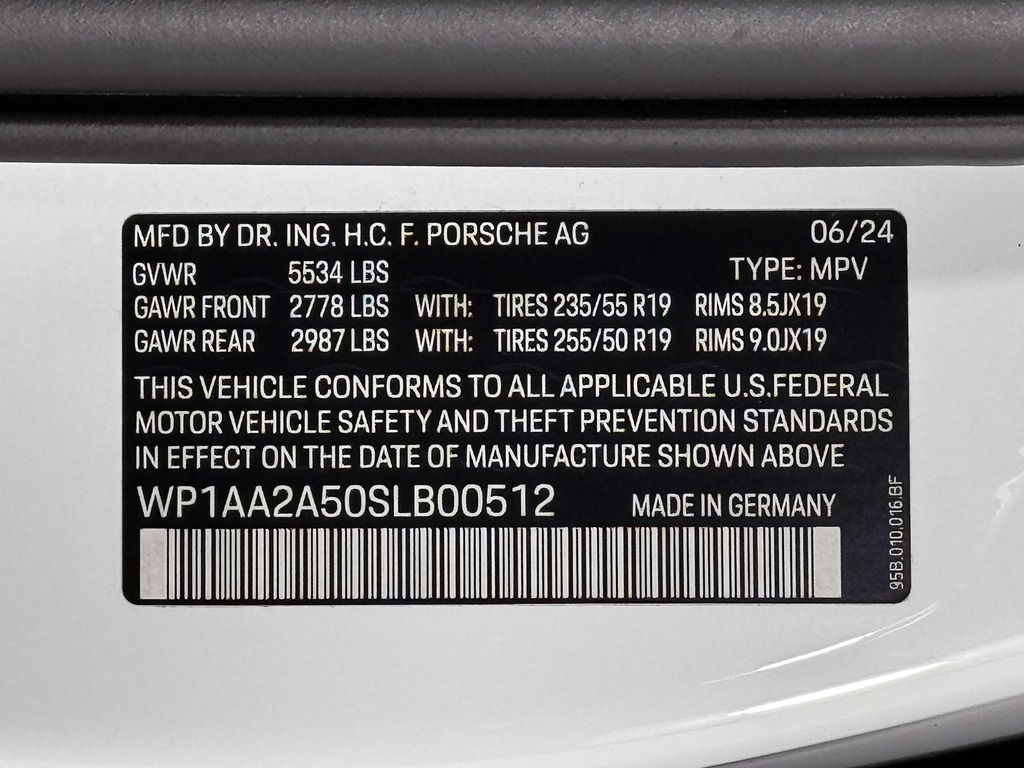 MFD BY DR. ING. H.C. F. PORSCHE AG 06/24
GVWR 5534 LBS TYPE: MPV
GAWR FRONT 2778 LBS WITH: TIRES 235/55 R19 RIMS 8.5JX19
GAWR REAR 2987 LBS WITH: TIRES 255/50 R19 RIMS 9.0JX19
THIS VEHICLE CONFORMS TO ALL APPLICABLE U.S.FEDERAL
MOTOR VEHICLE SAFETY AND THEFT PREVENTION STANDARDS
IN EFFECT ON THE DATE OF MANUFACTURE SHOWN ABOVE
WP1AA2A50SLB00512 MADE IN GERMANY
95B.010.016.BF